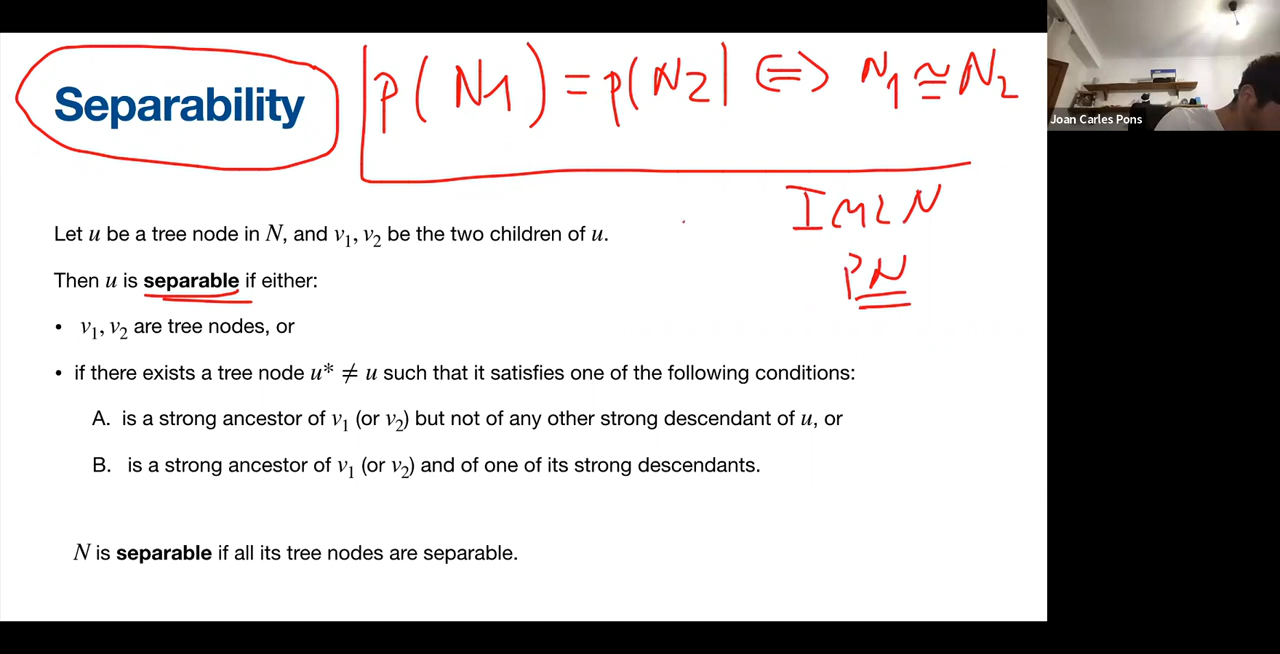 Separability
p(N1) = p(N2) ⟺ N1 ≅ N2
Joan Carles Pons
IMLN
PN
Let u be a tree node in N, and v1, v2 be the two children of u.
Then u is separable if either:
• v1, v2 are tree nodes, or
• if there exists a tree node u* ≠ u such that it satisfies one of the following conditions:
A. is a strong ancestor of v1 (or v2) but not of any other strong descendant of u, or
B. is a strong ancestor of v1 (or v2) and of one of its strong descendants.
N is separable if all its tree nodes are separable.